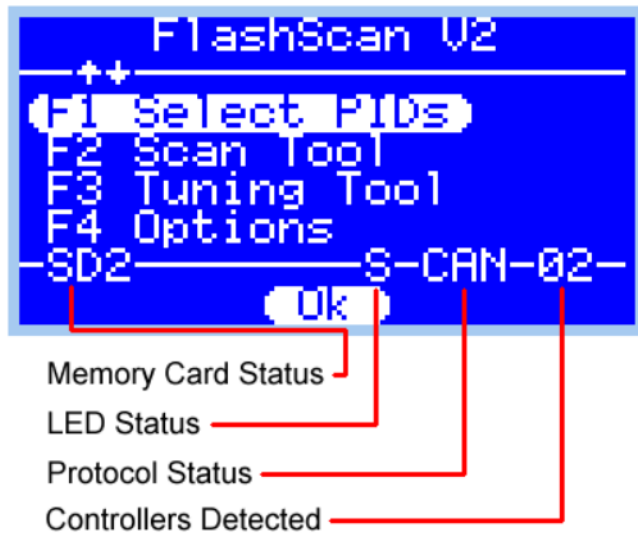 FlashScan V2
F1 Select PIDs
F2 Scan Tool
F3 Tuning Tool
F4 Options
SD2 S-CAN-02
Ok
Memory Card Status
LED Status
Protocol Status
Controllers Detected